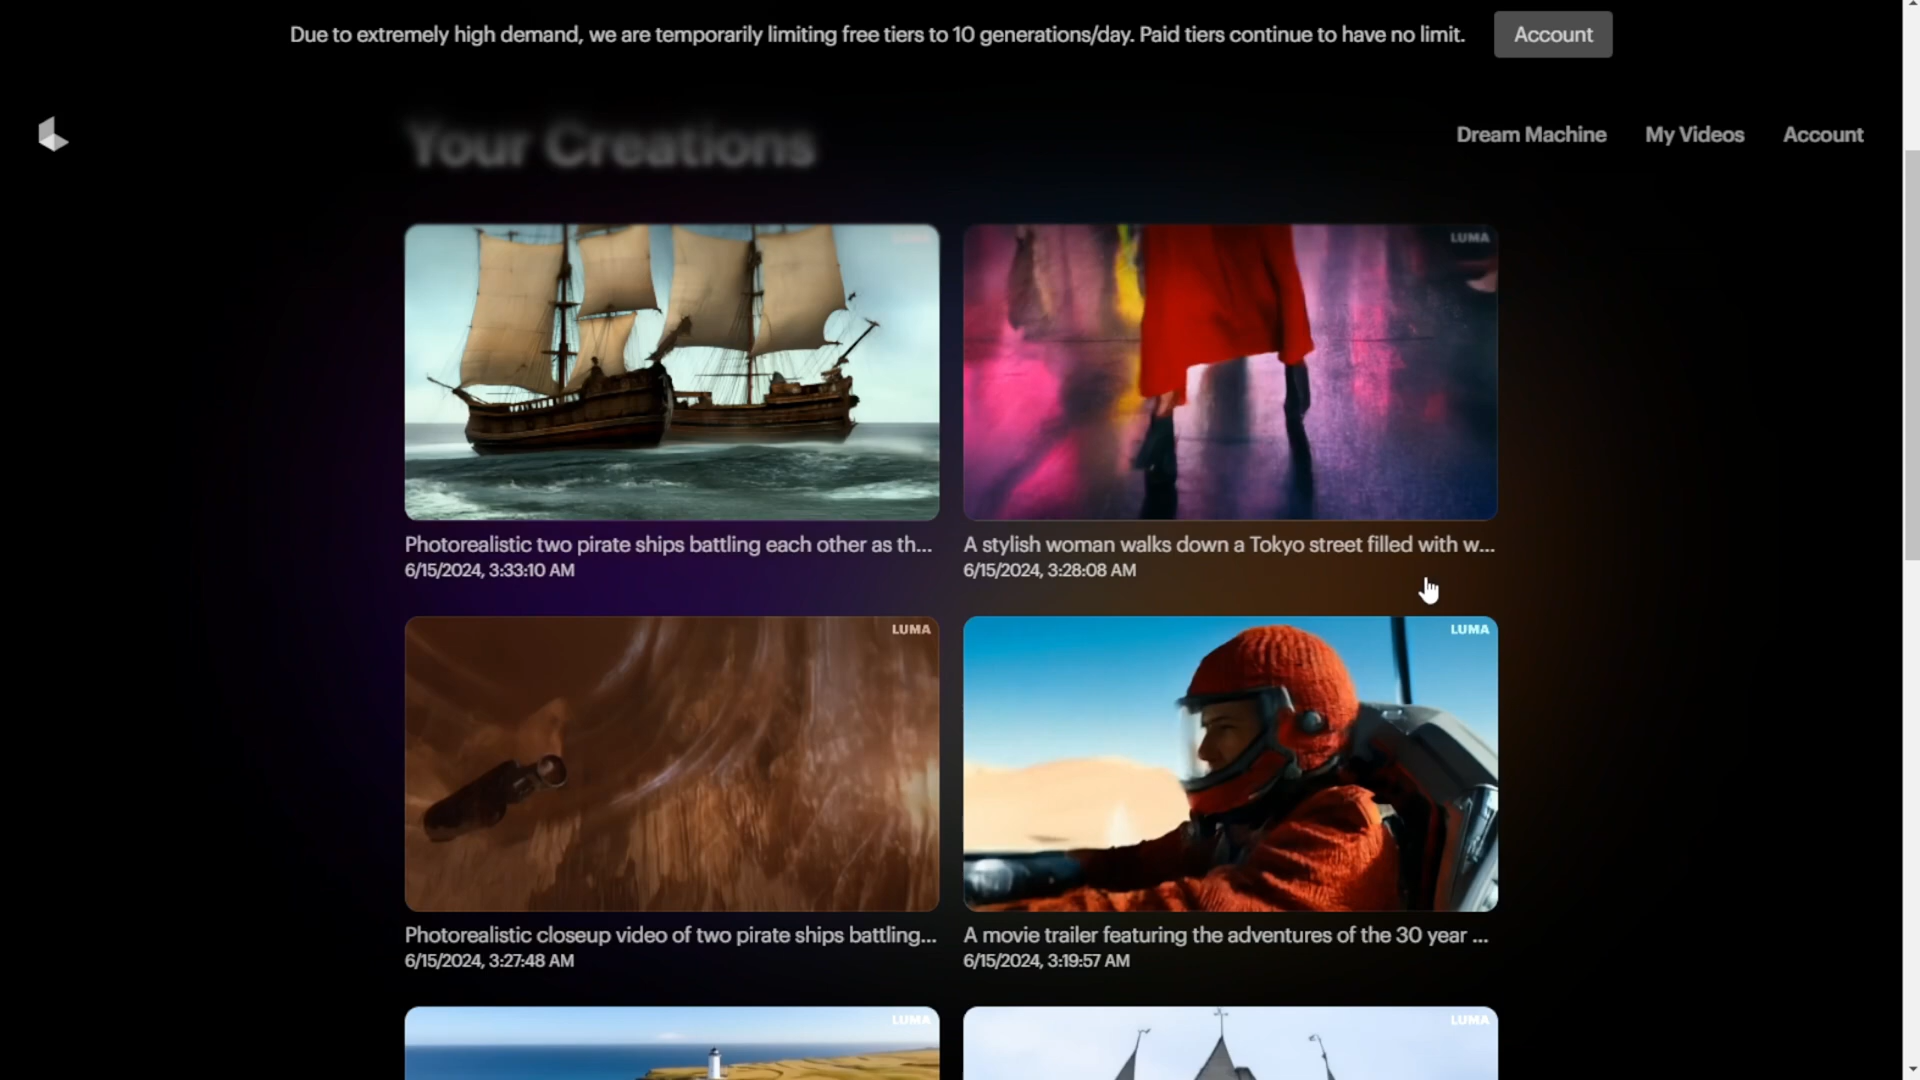 Due to extremely high demand, we are temporarily limiting free tiers to 10 generations/day. Paid tiers continue to have no limit. Account
Your Creations
Dream Machine My Videos Account
LUMA
LUMA
Photorealistic two pirate ships battling each other as th...
6/15/2024, 3:33:10 AM
A stylish woman walks down a Tokyo street filled with w...
6/15/2024, 3:28:08 AM
LUMA
LUMA
Photorealistic closeup video of two pirate ships battling...
6/15/2024, 3:27:48 AM
A movie trailer featuring the adventures of the 30 year ...
6/15/2024, 3:19:57 AM
LUMA
LUMA